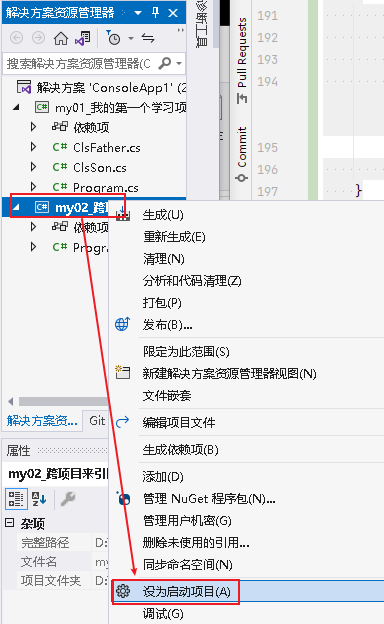 解决方案资源管理器
搜索解决方案资源管理器(C
解决方案 'ConsoleApp1' (2
my01_我的第一个学习项
依赖项
C# ClsFather.cs
C# ClsSon.cs
C# Program.cs
my02_跨项
依赖项
C# Progr
解决方案资...
Git
属性
my02_跨项目来引
杂项
完整路径 D:
文件名 my
项目文件夹 D:
诊断工具
Pull Requests
Commit
191
192
193
194
195
196
197 }
生成(U)
重新生成(E)
清理(N)
分析和代码清理(Z)
打包(P)
发布(B)...
限定为此范围(S)
新建解决方案资源管理器视图(N)
文件嵌套
编辑项目文件
生成依赖项(B)
添加(D)
管理 NuGet 程序包(N)...
管理用户机密(G)
删除未使用的引用...
同步命名空间(N)
设为启动项目(A)
调试(G)